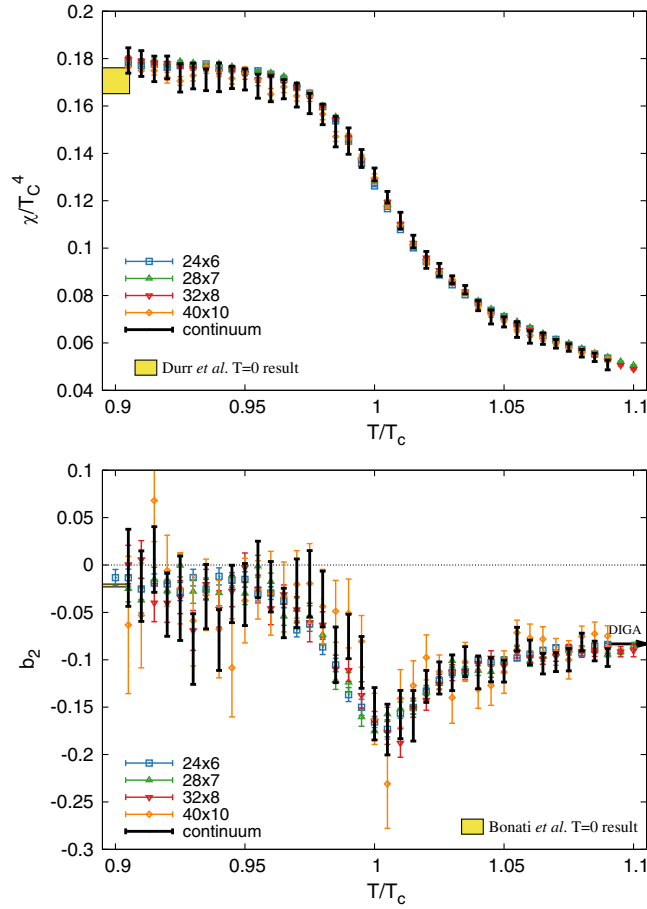 0.2
0.18
0.16
0.14
0.12
0.1
0.08
0.06
0.04
χ/T_C^4
24x6
28x7
32x8
40x10
continuum
Durr et al. T=0 result
0.9 0.95 1 1.05 1.1
T/T_c
0.1
0.05
0
-0.05
-0.1
-0.15
-0.2
-0.25
-0.3
b_2
DIGA
24x6
28x7
32x8
40x10
continuum
Bonati et al. T=0 result
0.9 0.95 1 1.05 1.1
T/T_c